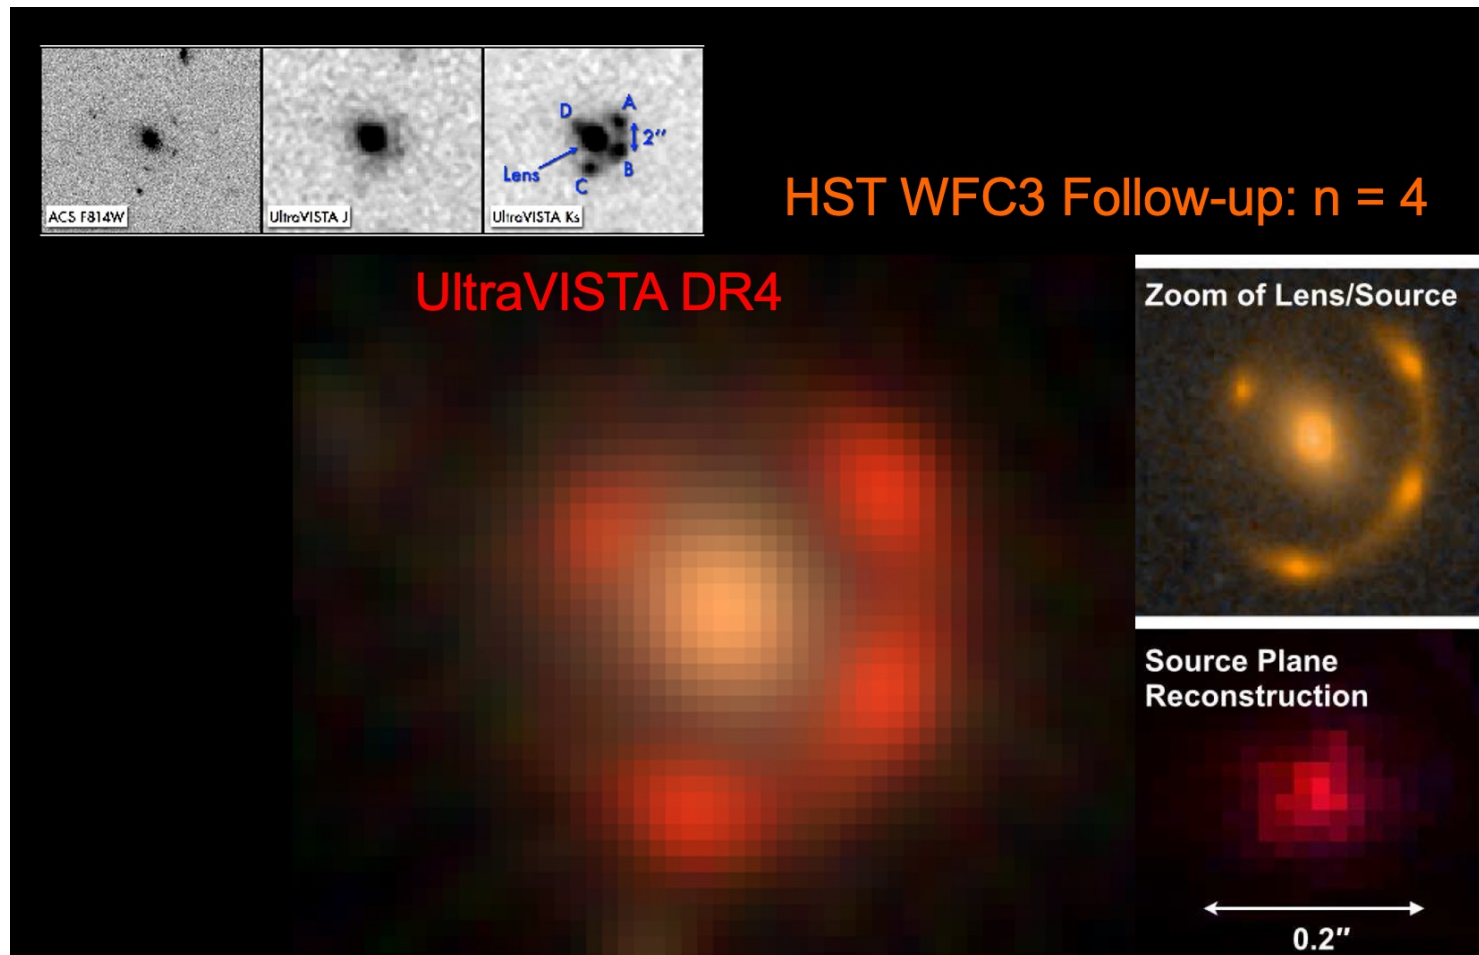 D
A
2″
Lens
B
C
ACS F814W
UltraVISTA J
UltraVISTA Ks
HST WFC3 Follow-up: n = 4
UltraVISTA DR4
Zoom of Lens/Source
Source Plane
Reconstruction
0.2″